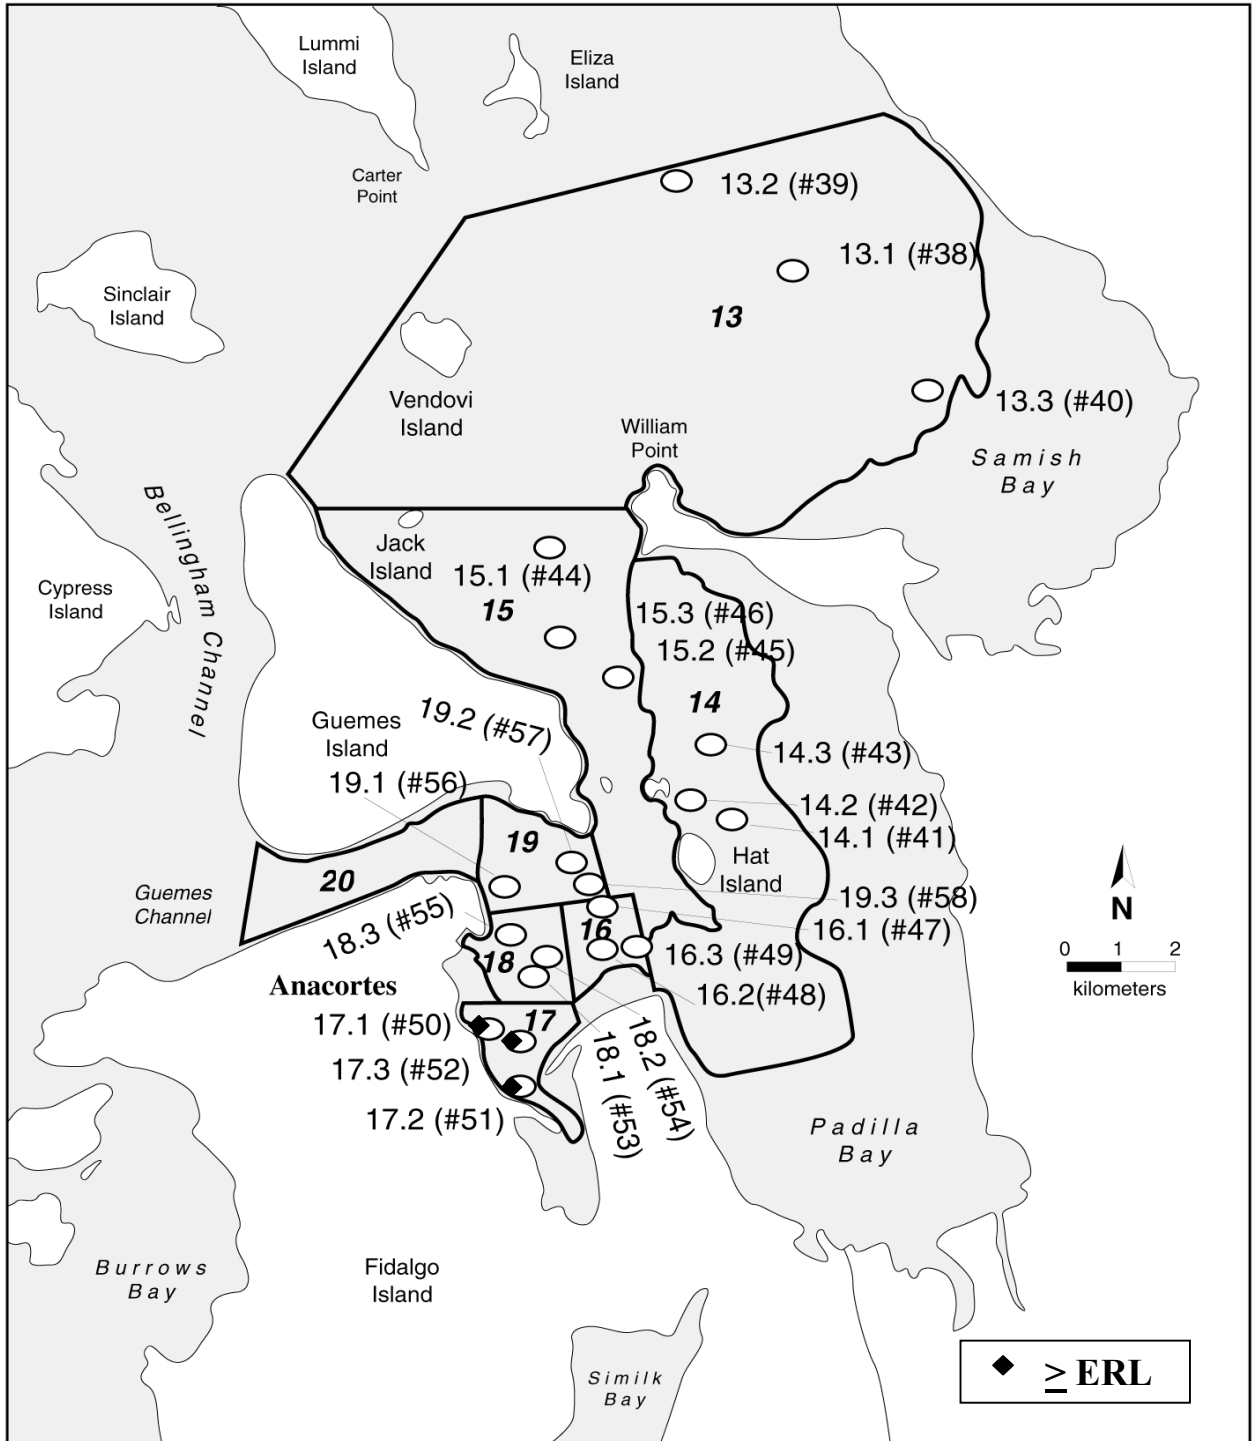 Lummi
Island
Eliza
Island
Carter
Point
13.2 (#39)
13.1 (#38)
Sinclair
Island
13
Vendovi
Island
13.3 (#40)
William
Point
Samish
Bay
Bellingham Channel
Jack
Island
15.1 (#44)
15
Cypress
Island
15.3 (#46)
15.2 (#45)
14
19.2 (#57)
Guemes
Island
19.1 (#56)
14.3 (#43)
14.2 (#42)
14.1 (#41)
19
Hat
Island
20
Guemes
Channel
19.3 (#58)
16.1 (#47)
N
18.3 (#55)
16
16.3 (#49)
0 1 2
kilometers
18
Anacortes
16.2(#48)
17.1 (#50)
17
17.3 (#52)
18.1 (#53)
18.2 (#54)
17.2 (#51)
Padilla
Bay
Burrows
Bay
Fidalgo
Island
Similk
Bay
≥ ERL